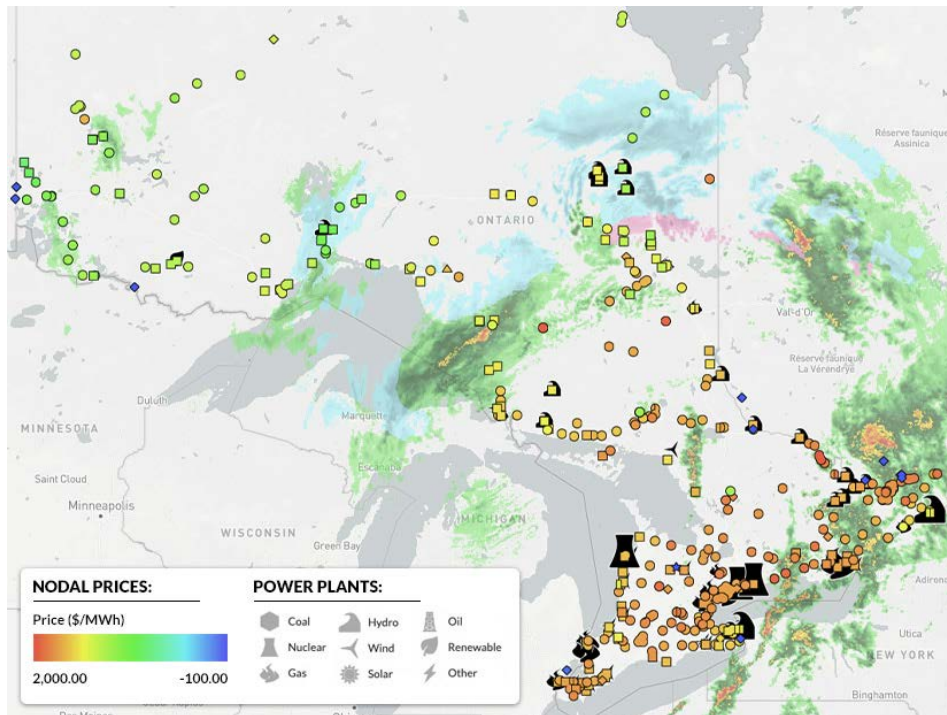 Réserve faunique
Assinica
ONTARIO
Val-d'Or
Réserve faunique
La Vérendrye
Duluth
Marquette
MINNESOTA
Escanaba
Saint Cloud
Minneapolis
MICHIGAN
WISCONSIN
Green Bay
Adiron
Utica
NEW YORK
Binghamton
NODAL PRICES:
Price ($/MWh)
2,000.00 -100.00
POWER PLANTS:
Coal Hydro Oil
Nuclear Wind Renewable
Gas Solar Other